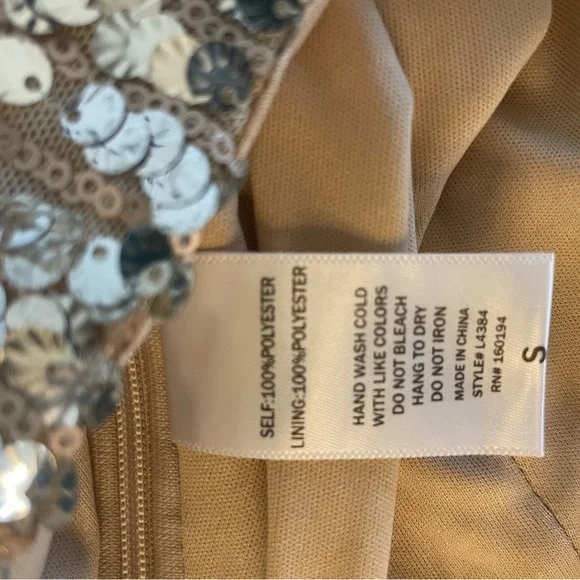 SELF:100%POLYESTER
LINING:100%POLYESTER
HAND WASH COLD
WITH LIKE COLORS
DO NOT BLEACH
HANG TO DRY
DO NOT IRON
MADE IN CHINA
STYLE# L4384
RN# 160194
S